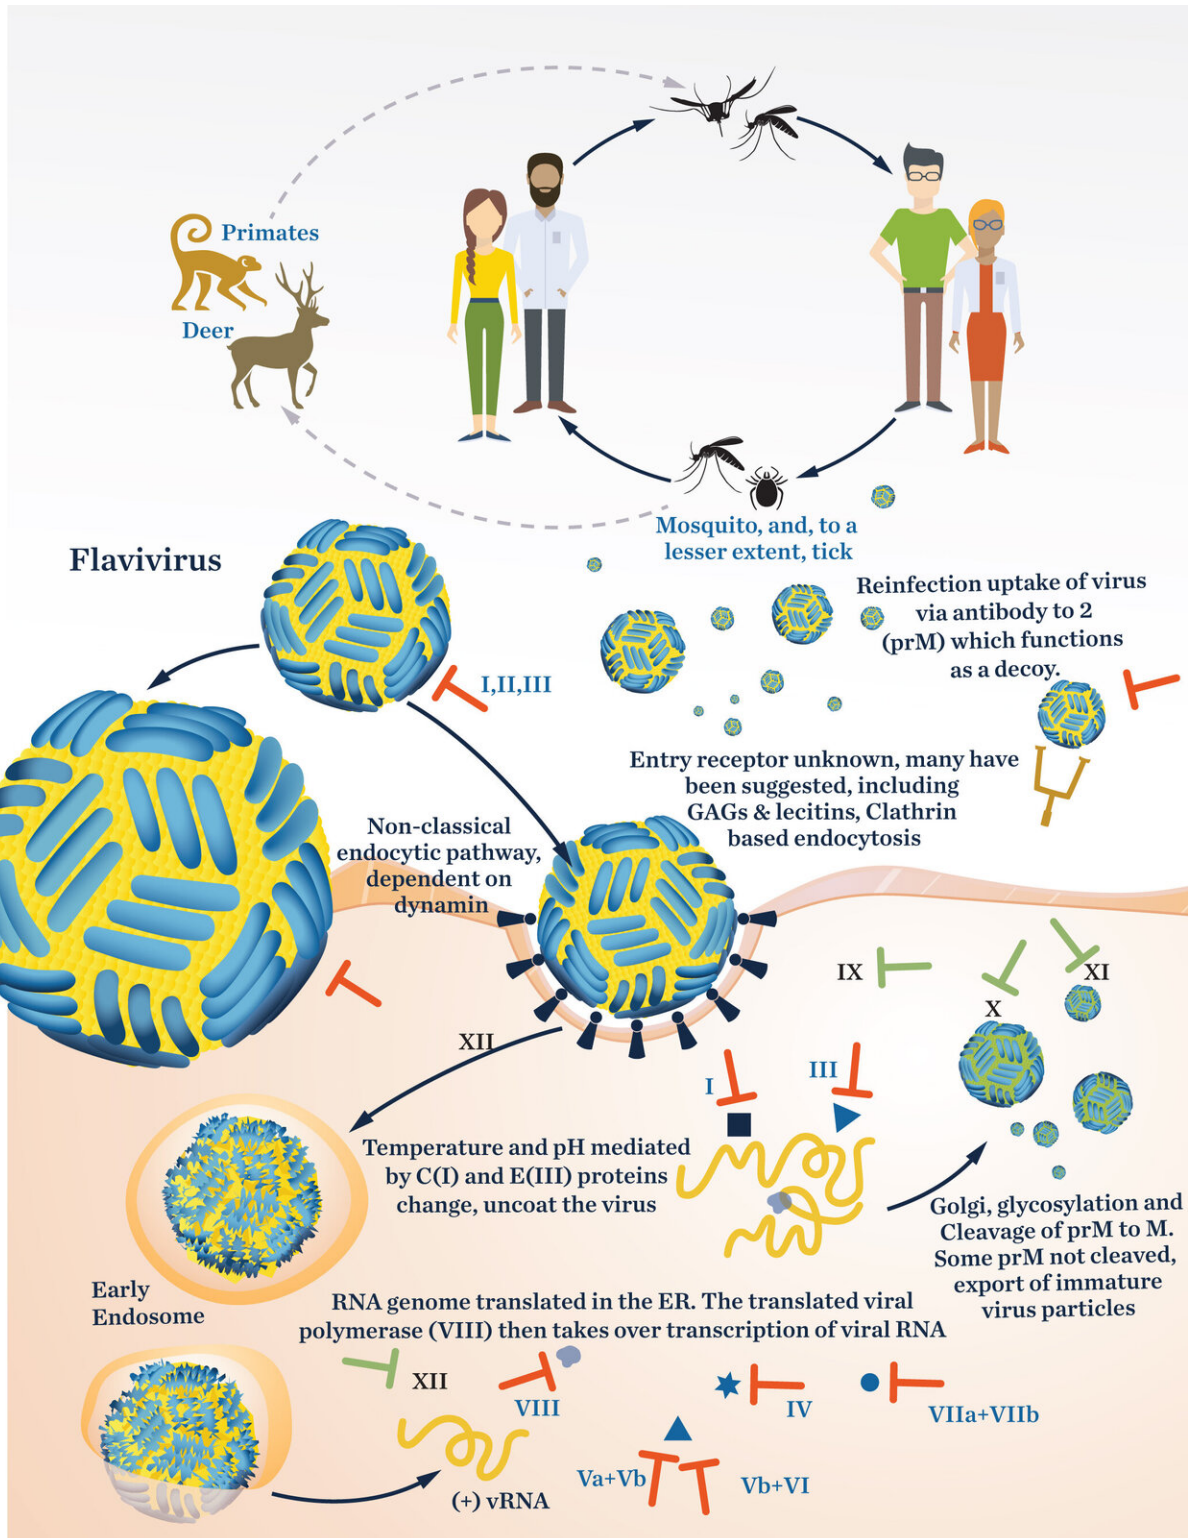 Primates
Deer
Mosquito, and, to a
lesser extent, tick
Flavivirus
Reinfection uptake of virus
via antibody to 2
(prM) which functions
as a decoy.
I,II,III
Entry receptor unknown, many have
been suggested, including
GAGs & lecitins, Clathrin
based endocytosis
Non-classical
endocytic pathway,
dependent on
dynamin
IX
X
XI
XII
I
III
Temperature and pH mediated
by C(I) and E(III) proteins
change, uncoat the virus
Golgi, glycosylation and
Cleavage of prM to M.
Some prM not cleaved,
export of immature
virus particles
Early
Endosome
RNA genome translated in the ER. The translated viral
polymerase (VIII) then takes over transcription of viral RNA
XII
VIII
IV
VIIa+VIIb
Va+Vb
Vb+VI
(+) vRNA